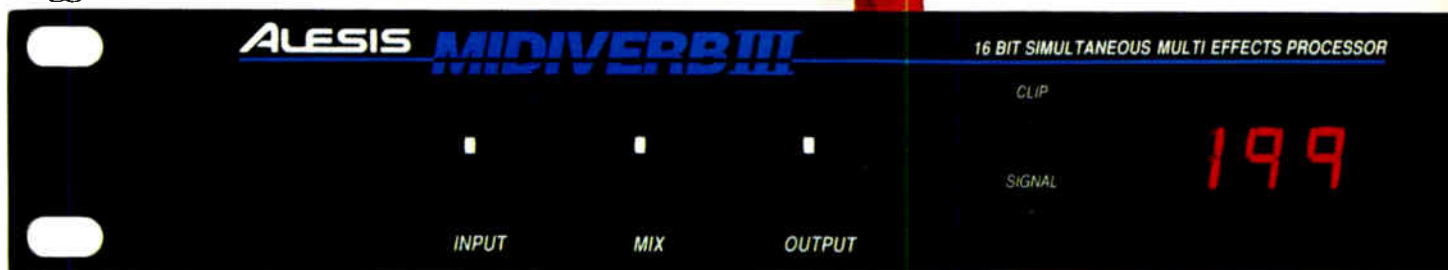 ALESIS MIDIVERB III
16 BIT SIMULTANEOUS MULTI EFFECTS PROCESSOR
CLIP
199
SIGNAL
INPUT MIX OUTPUT